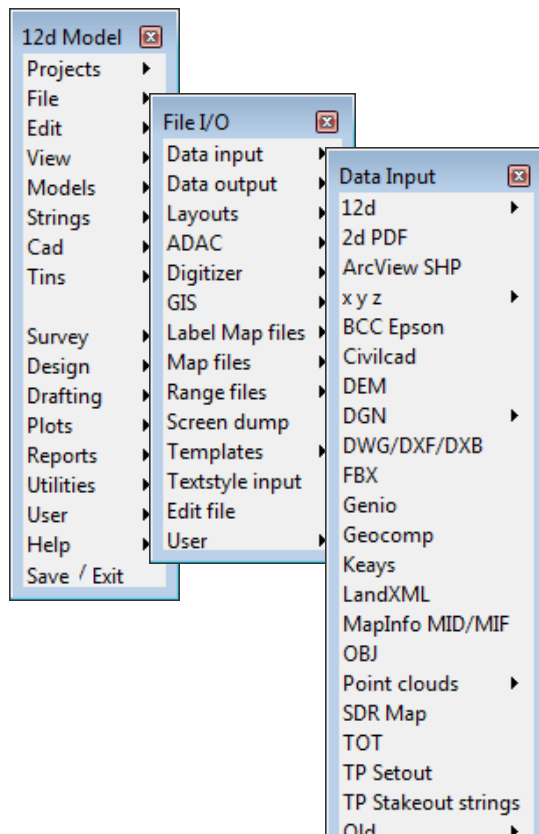 12d Model
Projects
File
Edit
View
Models
Strings
Cad
Tins
Survey
Design
Drafting
Plots
Reports
Utilities
User
Help
Save / Exit
File I/O
Data input
Data output
Layouts
ADAC
Digitizer
GIS
Label Map files
Map files
Range files
Screen dump
Templates
Textstyle input
Edit file
User
Data Input
12d
2d PDF
ArcView SHP
x y z
BCC Epson
Civilcad
DEM
DGN
DWG/DXF/DXB
FBX
Genio
Geocomp
Keays
LandXML
MapInfo MID/MIF
OBJ
Point clouds
SDR Map
TOT
TP Setout
TP Stakeout strings
Old